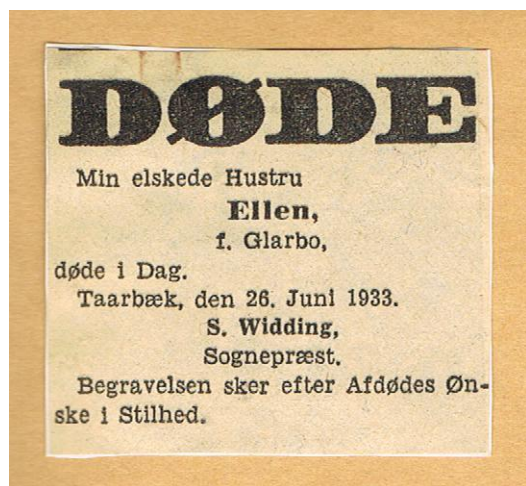 DØDE
Min elskede Hustru
Ellen,
f. Glarbo,
døde i Dag.
Taarbæk, den 26. Juni 1933.
S. Widding,
Sognepræst.
Begravelsen sker efter Afdødes Øn-
ske i Stilhed.